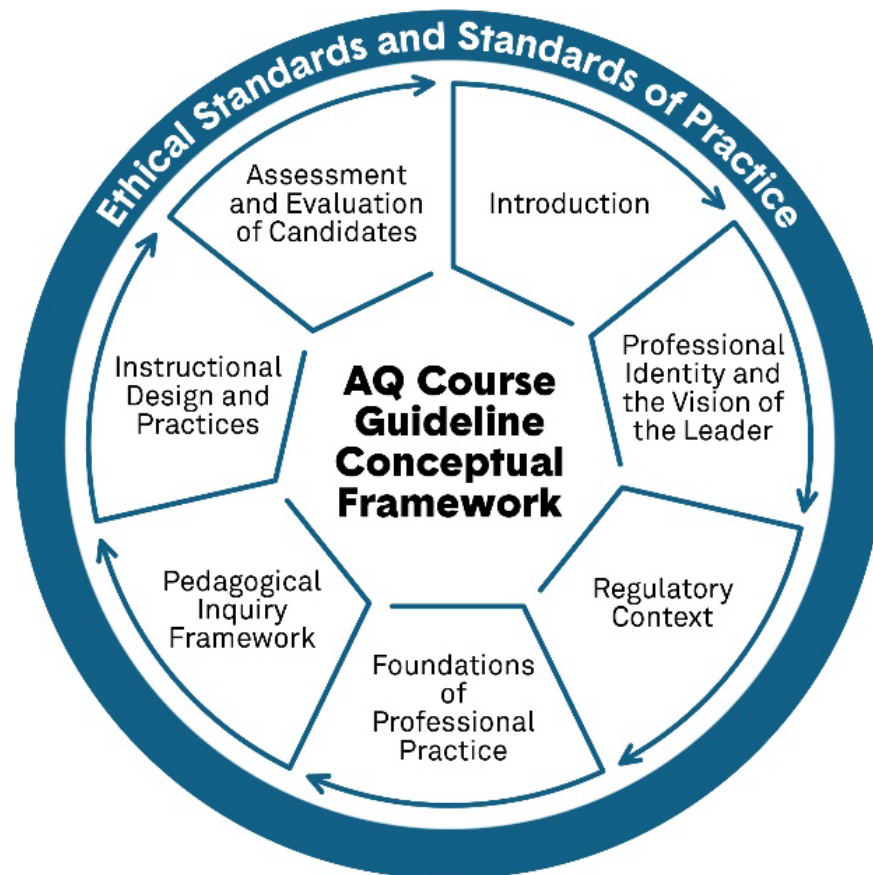 Ethical Standards and Standards of Practice
Introduction
Professional
Identity and
the Vision of
the Leader
Regulatory
Context
Foundations
of
Professional
Practice
Pedagogical
Inquiry
Framework
Instructional
Design and
Practices
Assessment
and Evaluation
of Candidates
AQ Course
Guideline
Conceptual
Framework